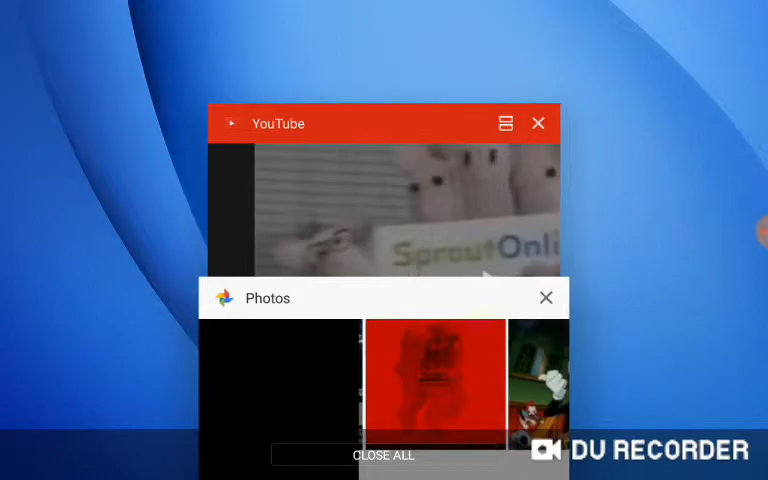 YouTube
SproutOnli
Photos
CLOSE ALL
DU RECORDER